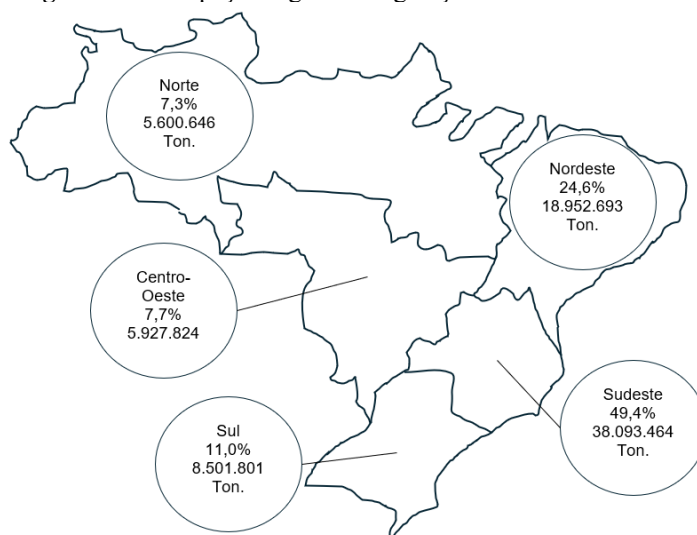 Norte
7,3%
5.600.646
Ton.
Nordeste
24,6%
18.952.693
Ton.
Centro-
Oeste
7,7%
5.927.824
Sudeste
49,4%
38.093.464
Ton.
Sul
11,0%
8.501.801
Ton.